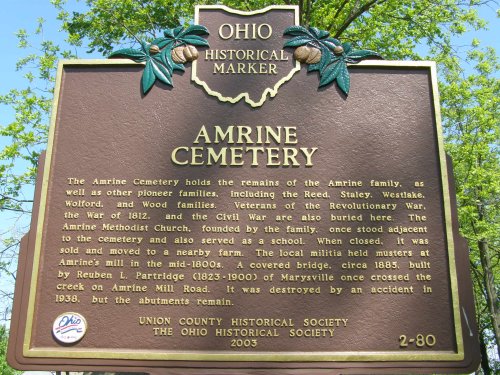 OHIO
HISTORICAL
MARKER
AMRINE
CEMETERY
The Amrine Cemetery holds the remains of the Amrine family, as
well as other pioneer families, including the Reed, Staley, Westlake,
Wolford, and Wood families. Veterans of the Revolutionary War,
the War of 1812, and the Civil War are also buried here. The
Amrine Methodist Church, founded by the family, once stood adjacent
to the cemetery and also served as a school. When closed, it was
sold and moved to a nearby farm. The local militia held musters at
Amrine's mill in the mid-1800s. A covered bridge, circa 1885, built
by Reuben L. Partridge (1823-1900) of Marysville once crossed the
creek on Amrine Mill Road. It was destroyed by an accident in
1938, but the abutments remain.
UNION COUNTY HISTORICAL SOCIETY
THE OHIO HISTORICAL SOCIETY
2003
2-80
Ohio